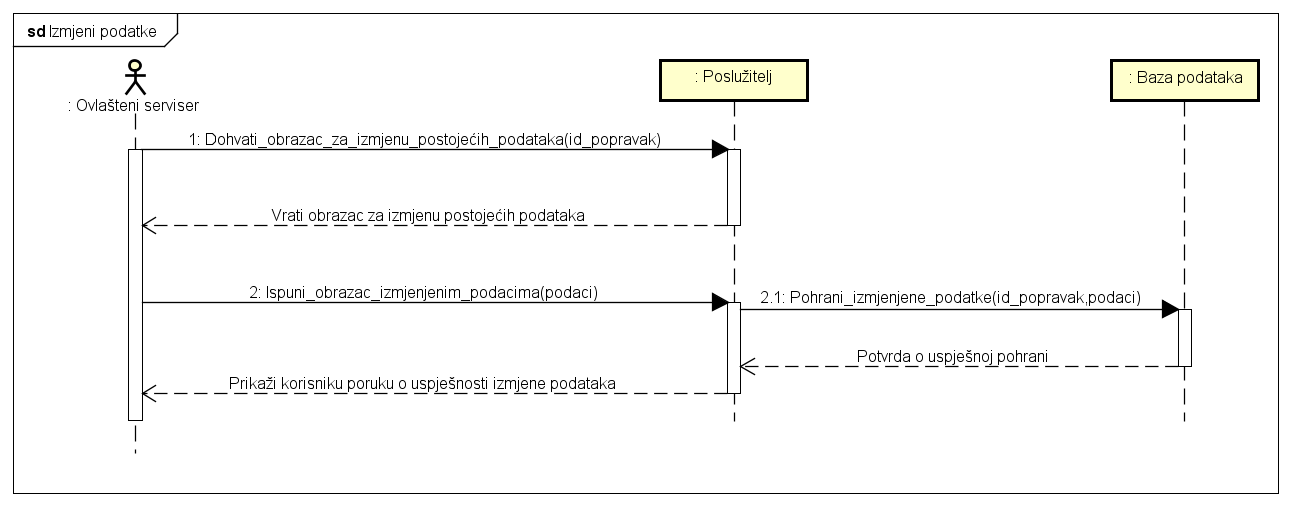 sd Izmjeni podatke
: Ovlašteni serviser
: Poslužitelj
: Baza podataka
1: Dohvati_obrazac_za_izmjenu_postojećih_podataka(id_popravak)
Vrati obrazac za izmjenu postojećih podataka
2: Ispuni_obrazac_izmjenjenim_podacima(podaci)
2.1: Pohrani_izmjenjene_podatke(id_popravak,podaci)
Potvrda o uspješnoj pohrani
Prikaži korisniku poruku o uspješnosti izmjene podataka